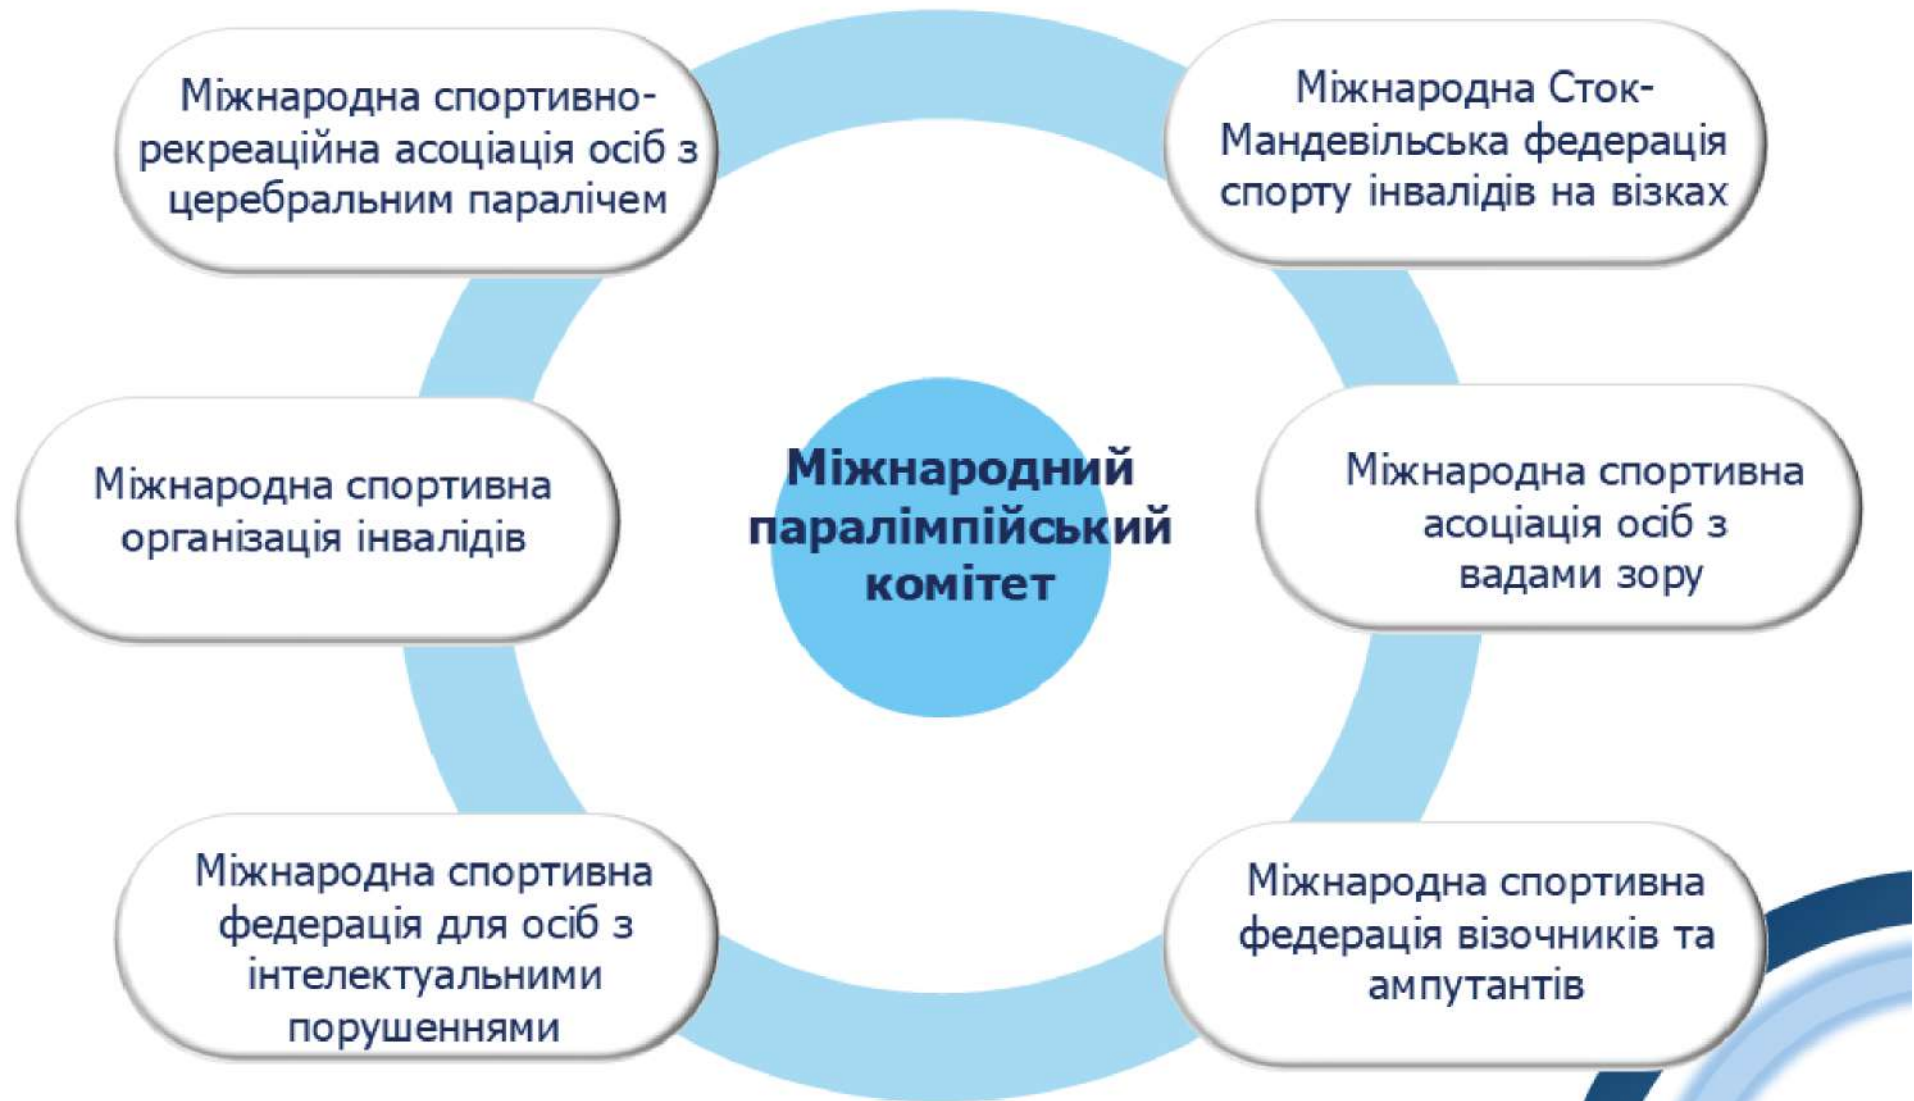 Міжнародна спортивно-
рекреаційна асоціація осіб з
церебральним паралічем
Міжнародна Сток-
Мандевільська федерація
спорту інвалідів на візках
Міжнародна спортивна
організація інвалідів
Міжнародний
паралімпійський
комітет
Міжнародна спортивна
асоціація осіб з
вадами зору
Міжнародна спортивна
федерація для осіб з
інтелектуальними
порушеннями
Міжнародна спортивна
федерація візочників та
ампутантів